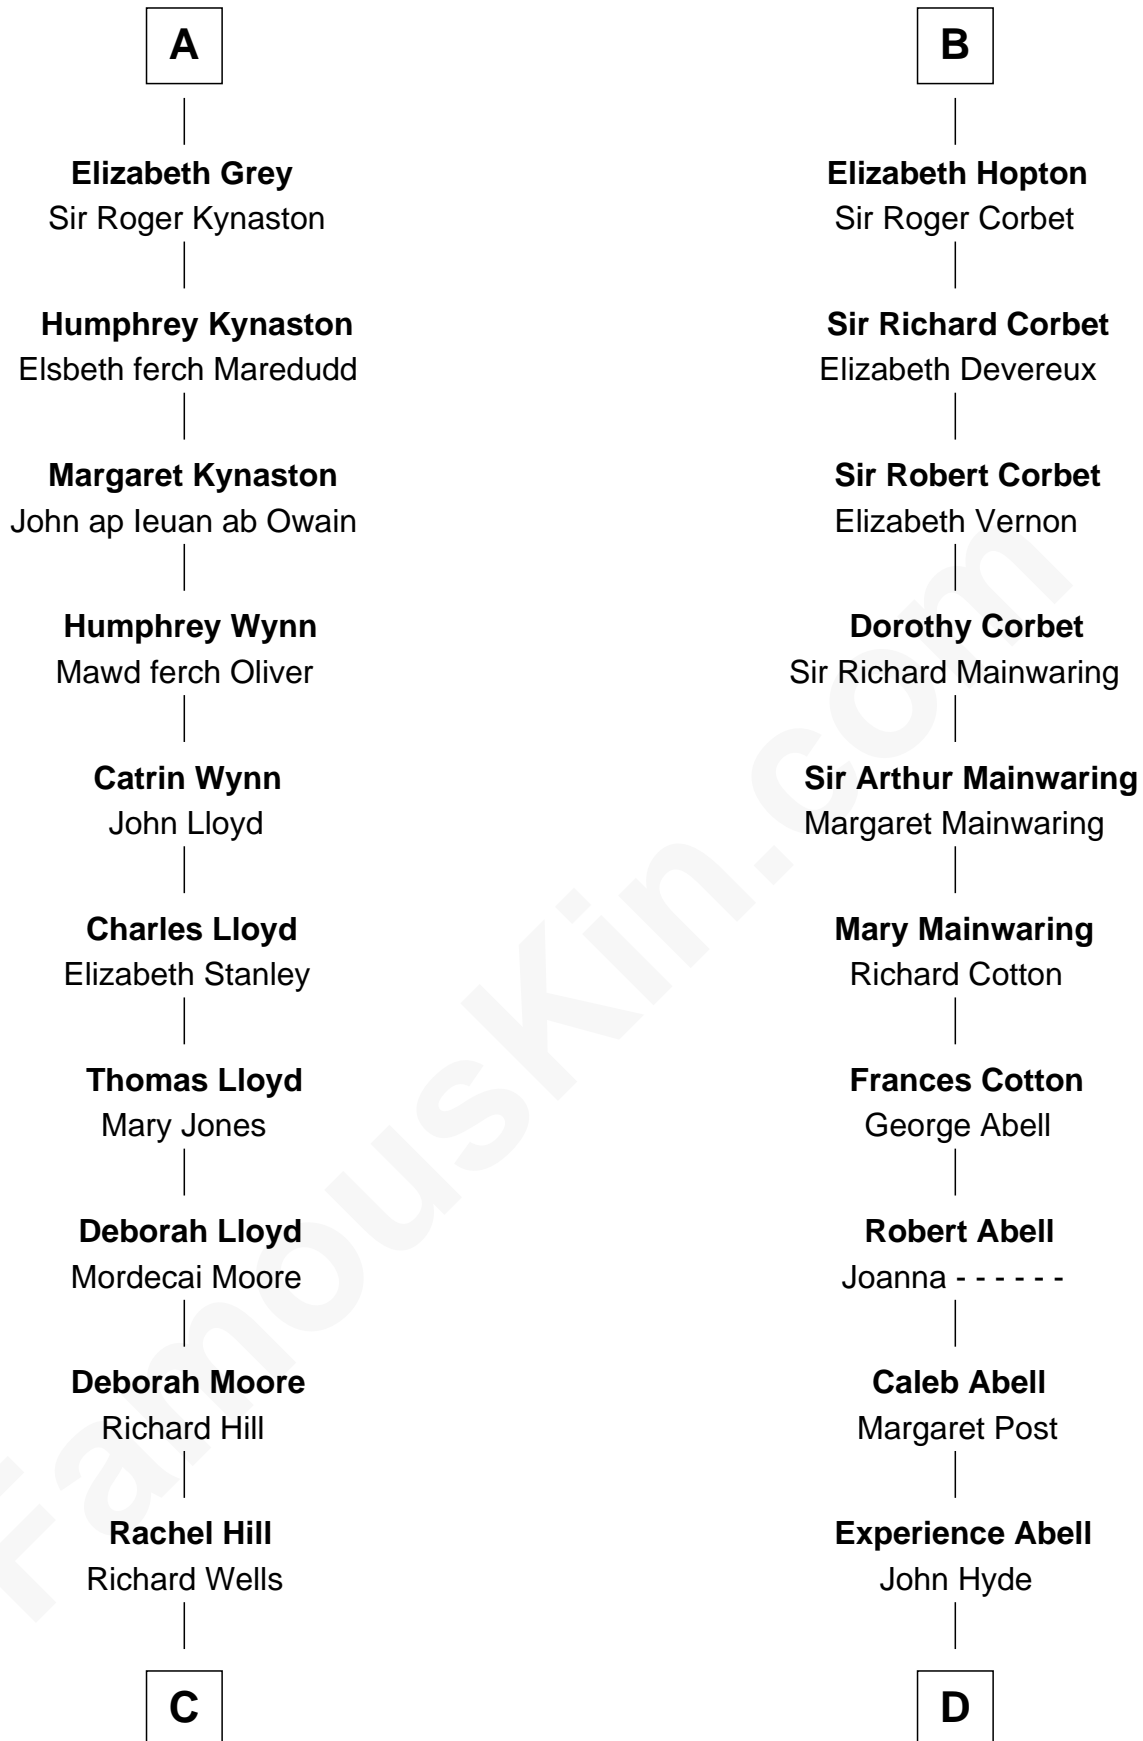 A
Elizabeth Grey
Sir Roger Kynaston
Humphrey Kynaston
Elsbeth ferch Maredudd
Margaret Kynaston
John ap Ieuan ab Owain
Humphrey Wynn
Mawd ferch Oliver
Catrin Wynn
John Lloyd
Charles Lloyd
Elizabeth Stanley
Thomas Lloyd
Mary Jones
Deborah Lloyd
Mordecai Moore
Deborah Moore
Richard Hill
Rachel Hill
Richard Wells
C
B
Elizabeth Hopton
Sir Roger Corbet
Sir Richard Corbet
Elizabeth Devereux
Sir Robert Corbet
Elizabeth Vernon
Dorothy Corbet
Sir Richard Mainwaring
Sir Arthur Mainwaring
Margaret Mainwaring
Mary Mainwaring
Richard Cotton
Frances Cotton
George Abell
Robert Abell
Joanna - - - - - -
Caleb Abell
Margaret Post
Experience Abell
John Hyde
D
FamousKin.com